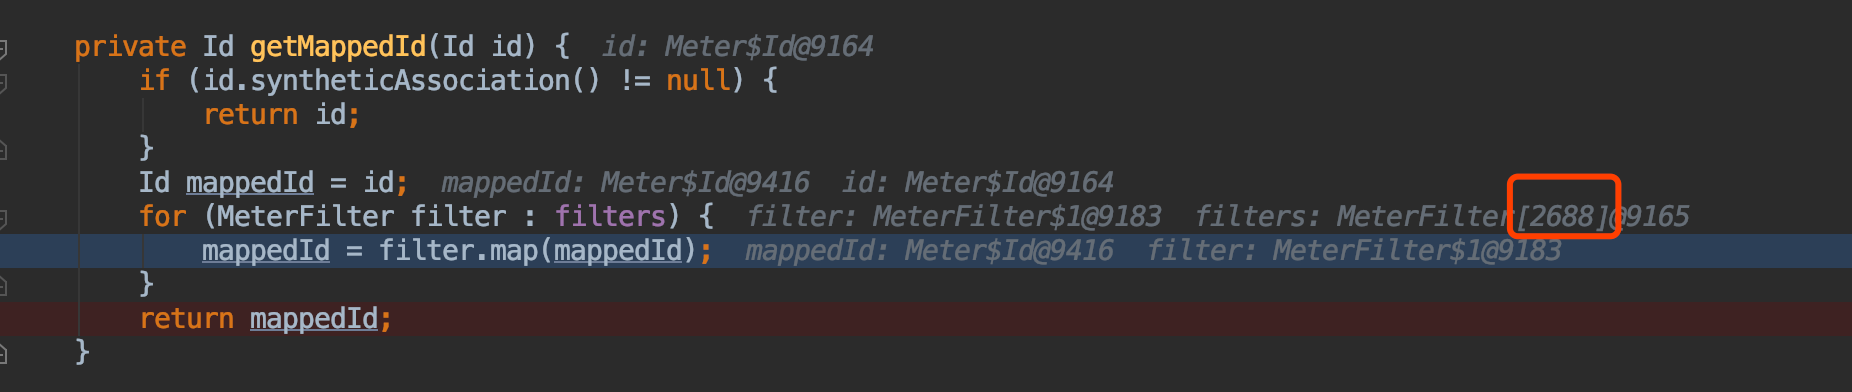 private Id getMappedId(Id id) {  id: Meter$Id@9164
if (id.syntheticAssociation() != null) {
return id;
}
Id mappedId = id;  mappedId: Meter$Id@9416  id: Meter$Id@9164
for (MeterFilter filter : filters) {  filter: MeterFilter$1@9183  filters: MeterFilter[2688]@9165
mappedId = filter.map(mappedId);  mappedId: Meter$Id@9416  filter: MeterFilter$1@9183
}
return mappedId;
}